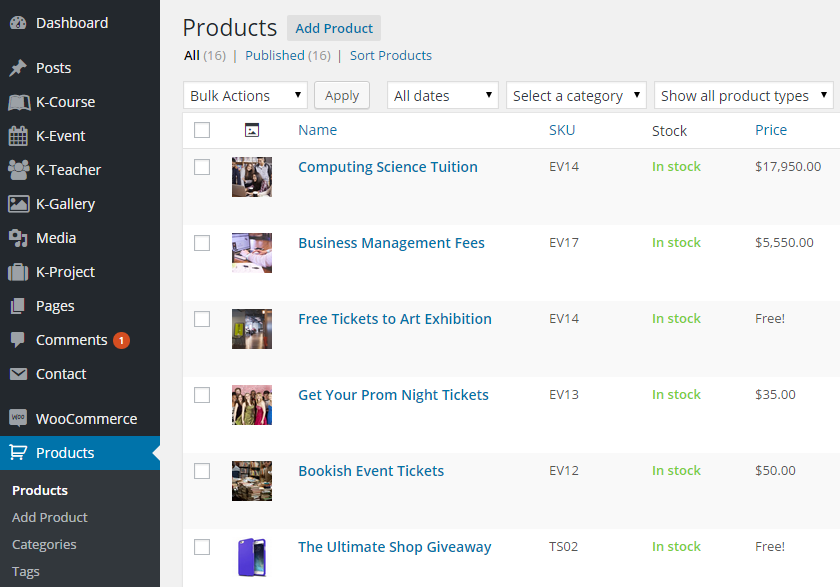 Dashboard
Posts
K-Course
K-Event
K-Teacher
K-Gallery
Media
K-Project
Pages
Comments 1
Contact
WOO WooCommerce
Products
Products
Add Product
Categories
Tags
Products Add Product
All (16) | Published (16) | Sort Products
Bulk Actions Apply All dates Select a category Show all product types
Name SKU Stock Price
Computing Science Tuition EV14 In stock $17,950.00
Business Management Fees EV17 In stock $5,550.00
Free Tickets to Art Exhibition EV14 In stock Free!
Get Your Prom Night Tickets EV13 In stock $35.00
Bookish Event Tickets EV12 In stock $50.00
The Ultimate Shop Giveaway TS02 In stock Free!